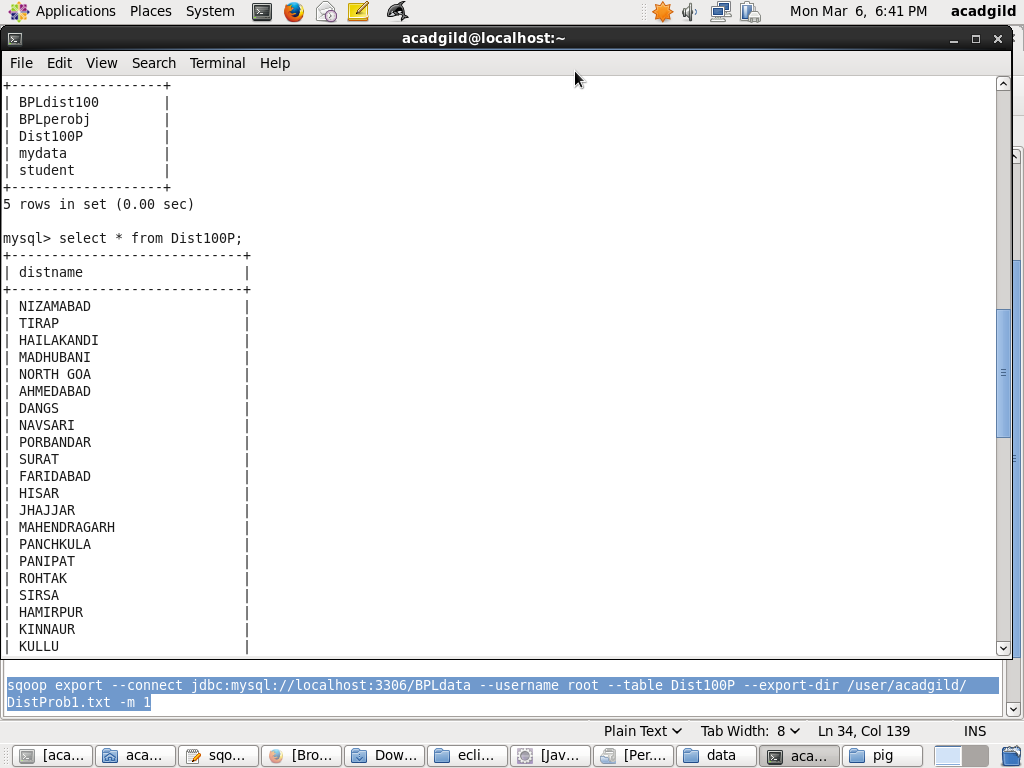 Applications Places System Mon Mar 6, 6:41 PM acadgild
acadgild@localhost:~
File Edit View Search Terminal Help
+-------------------+
| BPLdist100 |
| BPLperobj |
| Dist100P |
| mydata |
| student |
+-------------------+
5 rows in set (0.00 sec)
mysql> select * from Dist100P;
+-----------------------------+
| distname |
+-----------------------------+
| NIZAMABAD |
| TIRAP |
| HAILAKANDI |
| MADHUBANI |
| NORTH GOA |
| AHMEDABAD |
| DANGS |
| NAVSARI |
| PORBANDAR |
| SURAT |
| FARIDABAD |
| HISAR |
| JHAJJAR |
| MAHENDRAGARH |
| PANCHKULA |
| PANIPAT |
| ROHTAK |
| SIRSA |
| HAMIRPUR |
| KINNAUR |
| KULLU |
sqoop export --connect jdbc:mysql://localhost:3306/BPLdata --username root --table Dist100P --export-dir /user/acadgild/
DistProb1.txt -m 1
Plain Text Tab Width: 8 Ln 34, Col 139 INS
[aca... aca... sqo... [Bro... Dow... ecli... [Jav... [Per.... data aca... pig